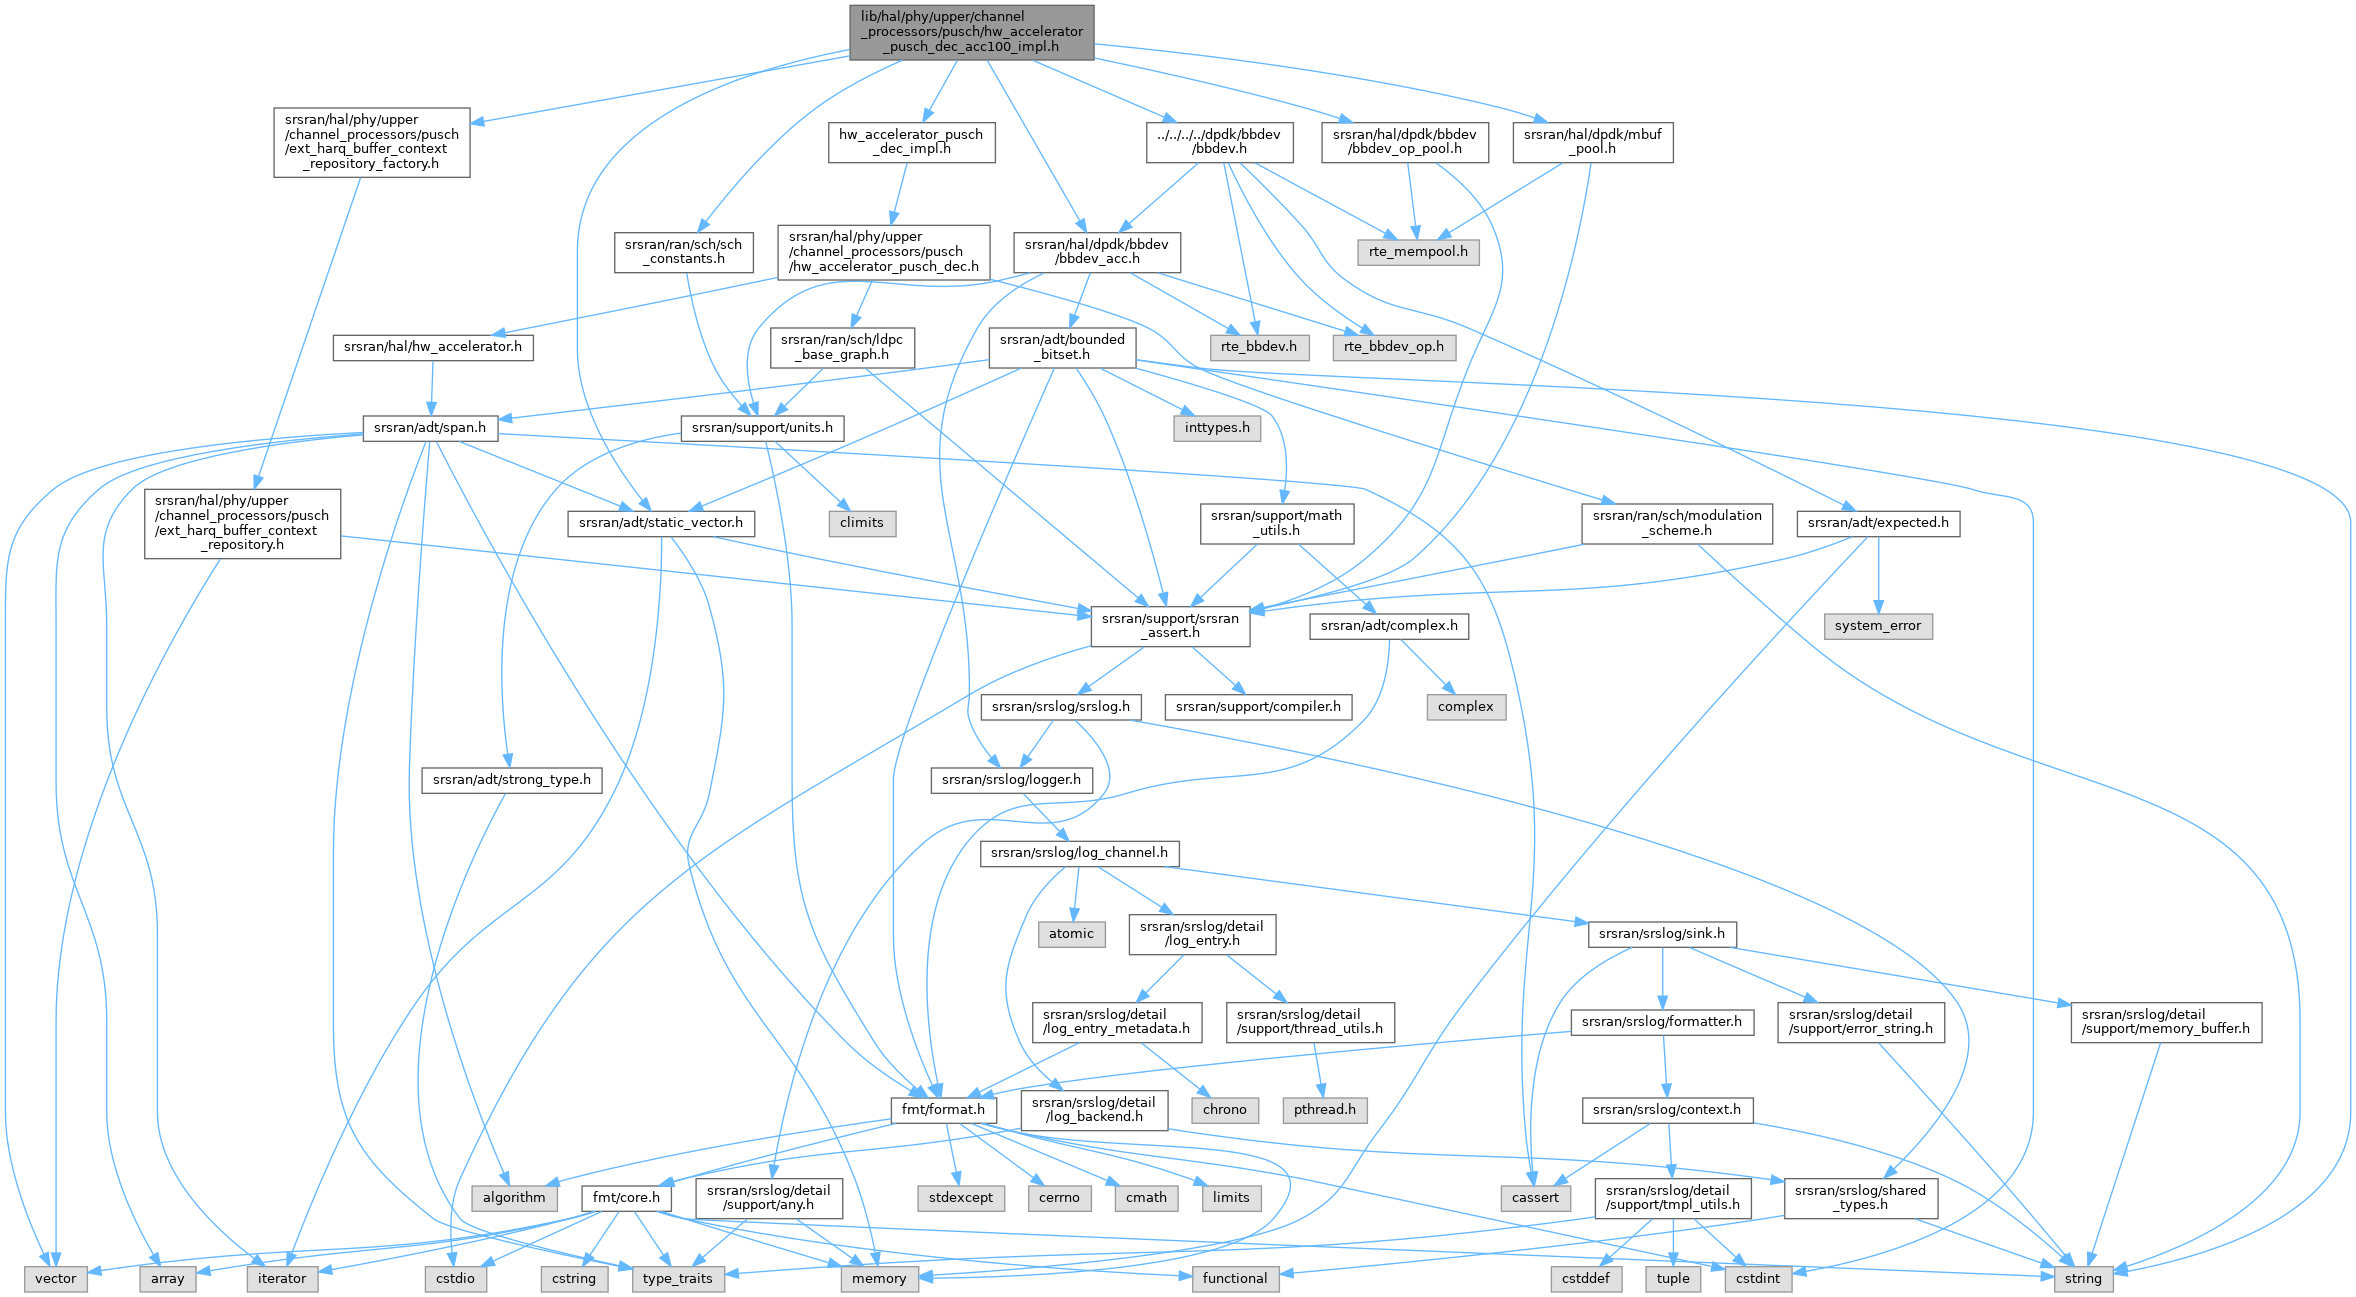 lib/hal/phy/upper/channel
_processors/pusch/hw_accelerator
_pusch_dec_acc100_impl.h
srsran/hal/phy/upper
/channel_processors/pusch
/ext_harq_buffer_context
_repository_factory.h
hw_accelerator_pusch
_dec_impl.h
../../../../dpdk/bbdev
/bbdev.h
srsran/hal/dpdk/bbdev
/bbdev_op_pool.h
srsran/hal/dpdk/mbuf
_pool.h
srsran/ran/sch/sch
_constants.h
srsran/hal/phy/upper
/channel_processors/pusch
/hw_accelerator_pusch_dec.h
srsran/hal/dpdk/bbdev
/bbdev_acc.h
rte_mempool.h
srsran/hal/hw_accelerator.h
srsran/ran/sch/ldpc
_base_graph.h
srsran/adt/bounded
_bitset.h
rte_bbdev.h
rte_bbdev_op.h
srsran/adt/span.h
srsran/support/units.h
inttypes.h
srsran/hal/phy/upper
/channel_processors/pusch
/ext_harq_buffer_context
_repository.h
srsran/adt/static_vector.h
climits
srsran/support/math
_utils.h
srsran/ran/sch/modulation
_scheme.h
srsran/adt/expected.h
srsran/support/srsran
_assert.h
srsran/adt/complex.h
system_error
srsran/srslog/srslog.h
srsran/support/compiler.h
complex
srsran/adt/strong_type.h
srsran/srslog/logger.h
srsran/srslog/log_channel.h
atomic
srsran/srslog/detail
/log_entry.h
srsran/srslog/sink.h
srsran/srslog/detail
/log_entry_metadata.h
srsran/srslog/detail
/support/thread_utils.h
srsran/srslog/formatter.h
srsran/srslog/detail
/support/error_string.h
srsran/srslog/detail
/support/memory_buffer.h
fmt/format.h
srsran/srslog/detail
/log_backend.h
chrono
pthread.h
srsran/srslog/context.h
algorithm
fmt/core.h
srsran/srslog/detail
/support/any.h
stdexcept
cerrno
cmath
limits
cassert
srsran/srslog/detail
/support/tmpl_utils.h
srsran/srslog/shared
_types.h
vector
array
iterator
cstdio
cstring
type_traits
memory
functional
cstddef
tuple
cstdint
string